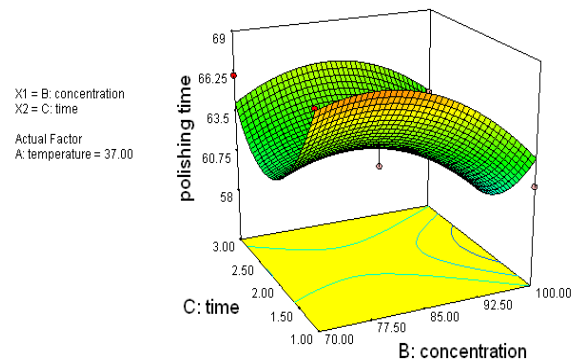 X1 = B: concentration
X2 = C: time
Actual Factor
A: temperature = 37.00
polishing time
69
66.25
63.5
60.75
58
3.00
2.50
2.00
1.50
1.00
C: time
70.00
77.50
85.00
92.50
100.00
B: concentration